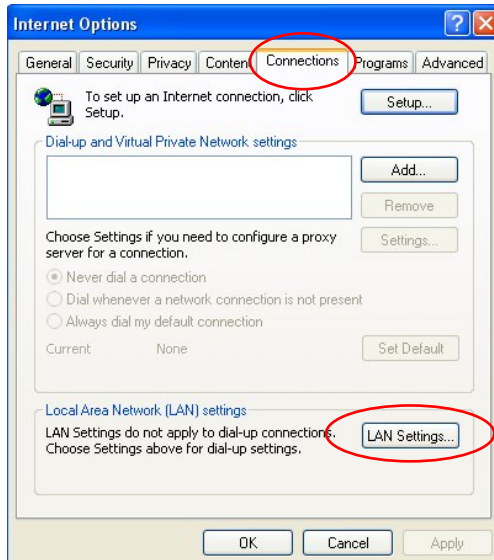 Internet Options
General Security Privacy Content Connections Programs Advanced
To set up an Internet connection, click
Setup.
Setup...
Dial-up and Virtual Private Network settings
Add...
Remove
Choose Settings if you need to configure a proxy
server for a connection.
Settings...
Never dial a connection
Dial whenever a network connection is not present
Always dial my default connection
Current None
Set Default
Local Area Network (LAN) settings
LAN Settings do not apply to dial-up connections.
Choose Settings above for dial-up settings.
LAN Settings...
OK Cancel Apply